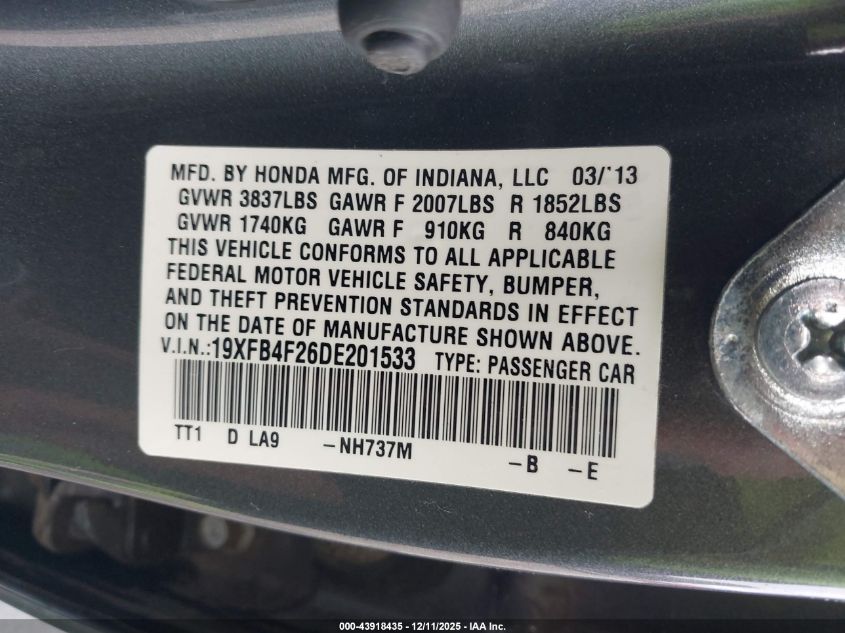 MFD. BY HONDA MFG. OF INDIANA, LLC 03/'13
GVWR 3837LBS GAWR F 2007LBS R 1852LBS
GVWR 1740KG GAWR F 910KG R 840KG
THIS VEHICLE CONFORMS TO ALL APPLICABLE
FEDERAL MOTOR VEHICLE SAFETY, BUMPER,
AND THEFT PREVENTION STANDARDS IN EFFECT
ON THE DATE OF MANUFACTURE SHOWN ABOVE.
V.I.N.:19XFB4F26DE201533 TYPE: PASSENGER CAR
TT1 D LA9 -NH737M -B -E
000-43918435 - 12/11/2025 - IAA Inc.